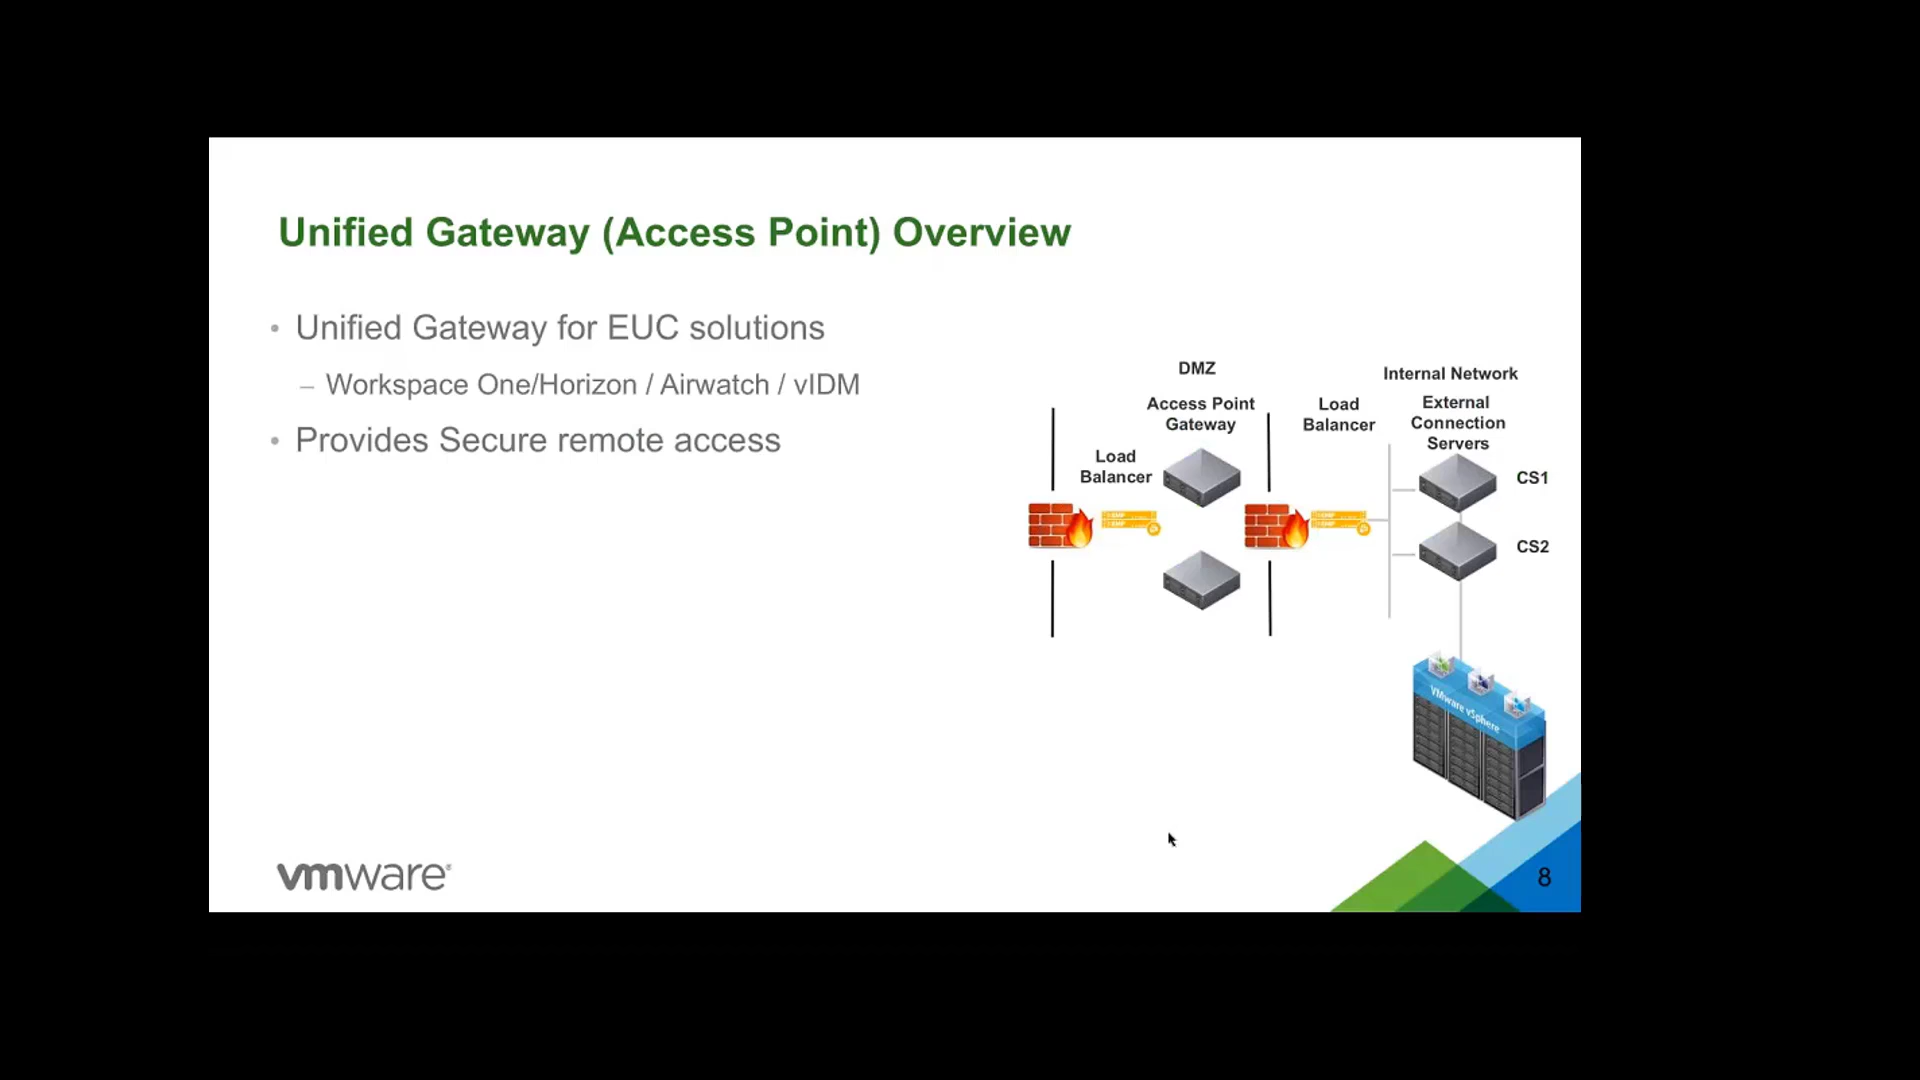 Unified Gateway (Access Point) Overview
• Unified Gateway for EUC solutions
– Workspace One/Horizon / Airwatch / vIDM
• Provides Secure remote access
DMZ
Internal Network
Access Point
Gateway
Load
Balancer
External
Connection
Servers
Load
Balancer
CS1
CS2
VMware vSphere
vmware
8